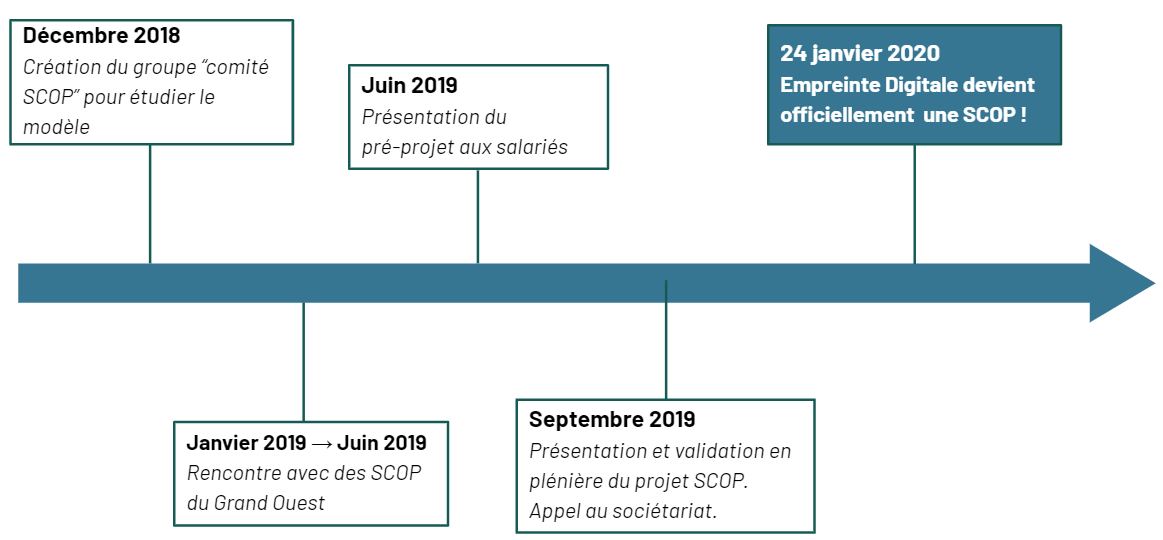 Décembre 2018
Création du groupe “comité
SCOP” pour étudier le
modèle
Janvier 2019 → Juin 2019
Rencontre avec des SCOP
du Grand Ouest
Juin 2019
Présentation du
pré-projet aux salariés
Septembre 2019
Présentation et validation en
plénière du projet SCOP.
Appel au sociétariat.
24 janvier 2020
Empreinte Digitale devient
officiellement  une SCOP !